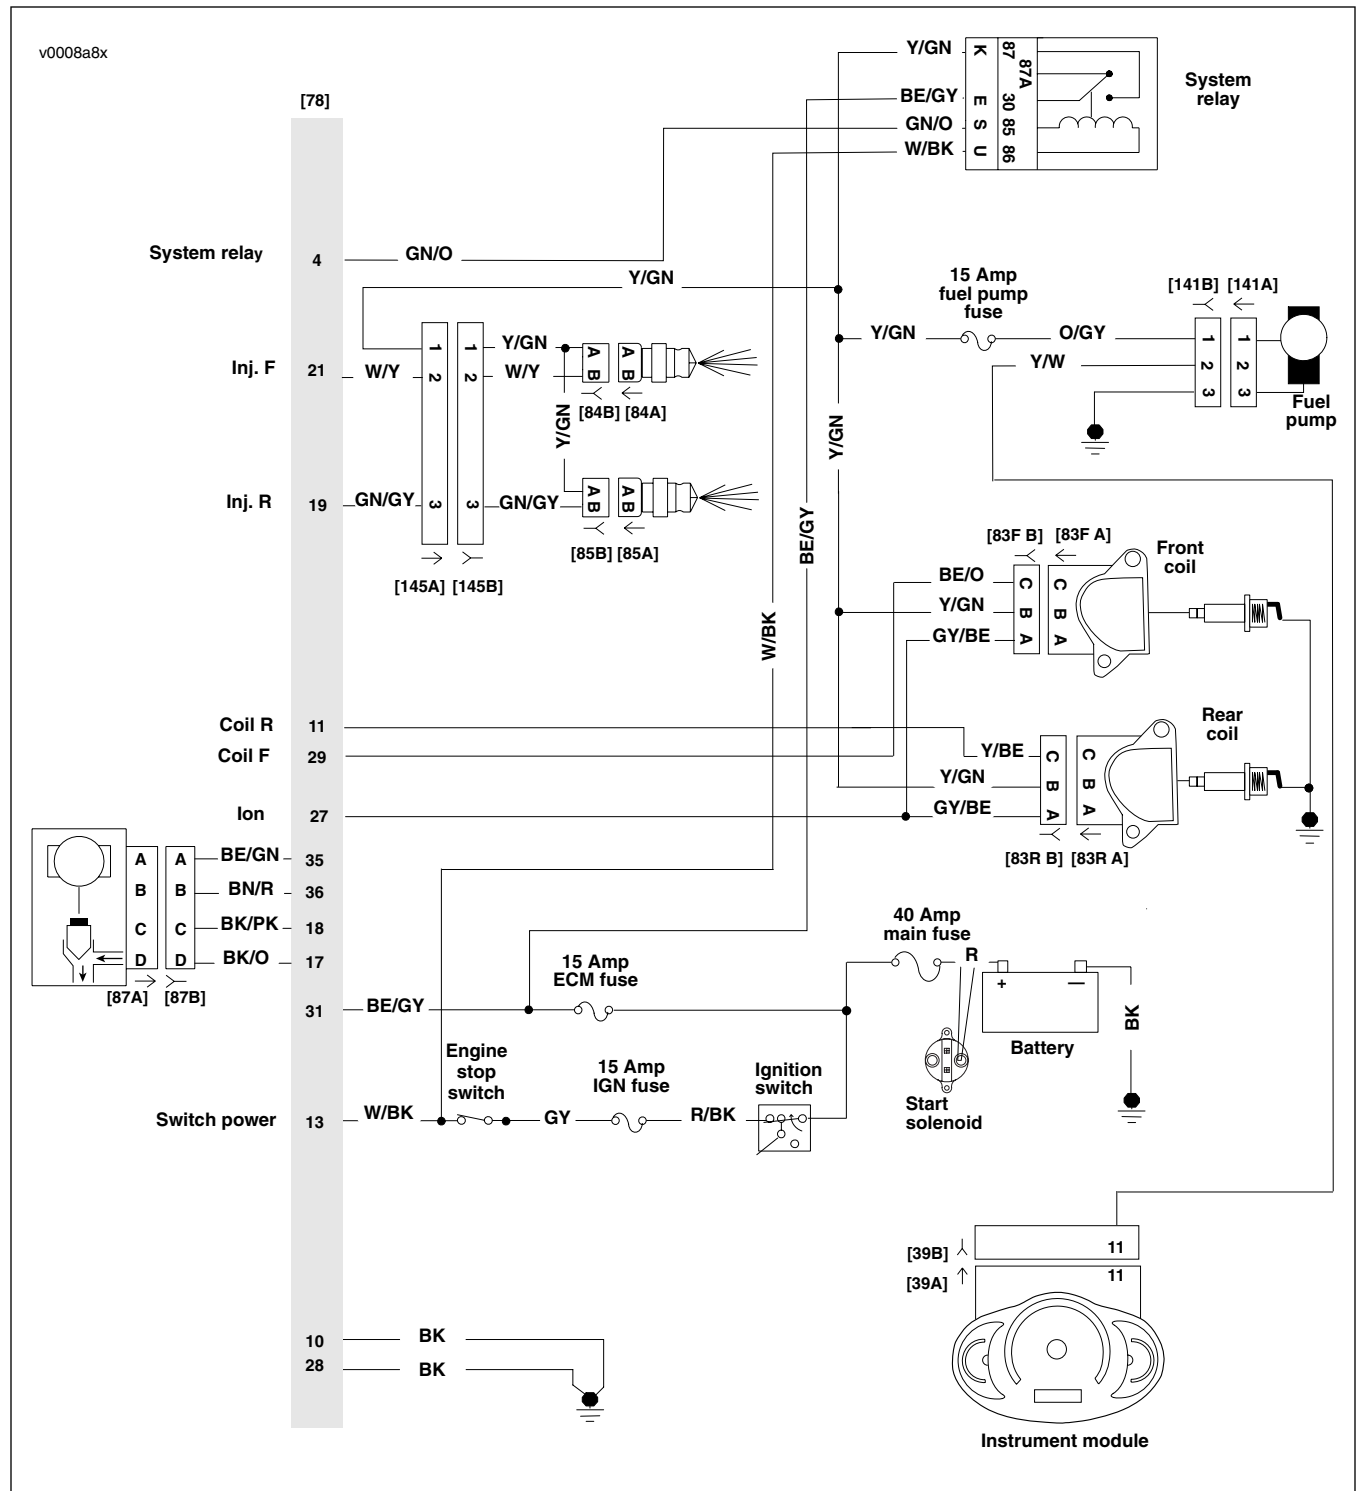 v0008a8x
[78]
Y/GN
K
87
87A
BE/GY
E
30
GN/O
S
85
W/BK
U
86
System
relay
System relay
4
GN/O
Y/GN
15 Amp
fuel pump
fuse
[141B]
[141A]
Y/GN
O/GY
Y/W
1
2
3
1
2
3
Fuel
pump
Inj. F
21
W/Y
1
2
3
1
2
3
Y/GN
W/Y
A
B
A
B
[84B]
[84A]
Y/GN
Y/GN
Inj. R
19
GN/GY
GN/GY
A
B
A
B
[85B]
[85A]
[145A]
[145B]
BE/GY
W/BK
[83F B]
[83F A]
Front
coil
BE/O
Y/GN
GY/BE
C
B
A
C
B
A
Coil R
11
Coil F
29
Rear
coil
Y/BE
Y/GN
GY/BE
C
B
A
C
B
A
[83R B]
[83R A]
Ion
27
A
B
C
D
A
B
C
D
BE/GN
35
BN/R
36
BK/PK
18
BK/O
17
[87A]
[87B]
40 Amp
main fuse
R
+
—
Battery
BK
15 Amp
ECM fuse
31
BE/GY
Engine
stop
switch
15 Amp
IGN fuse
Ignition
switch
Start
solenoid
Switch power
13
W/BK
GY
R/BK
[39B]
11
[39A]
11
10
BK
28
BK
Instrument module